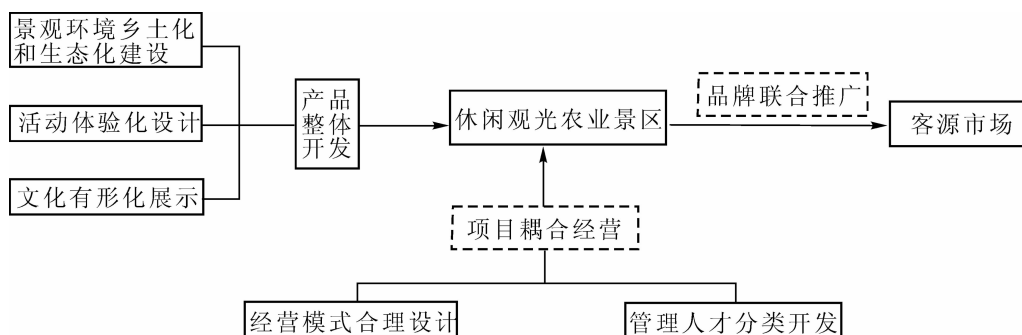 景观环境乡土化
和生态化建设
活动体验化设计
文化有形化展示
产品
整体
开发
休闲观光农业景区
品牌联合推广
客源市场
项目耦合经营
经营模式合理设计
管理人才分类开发